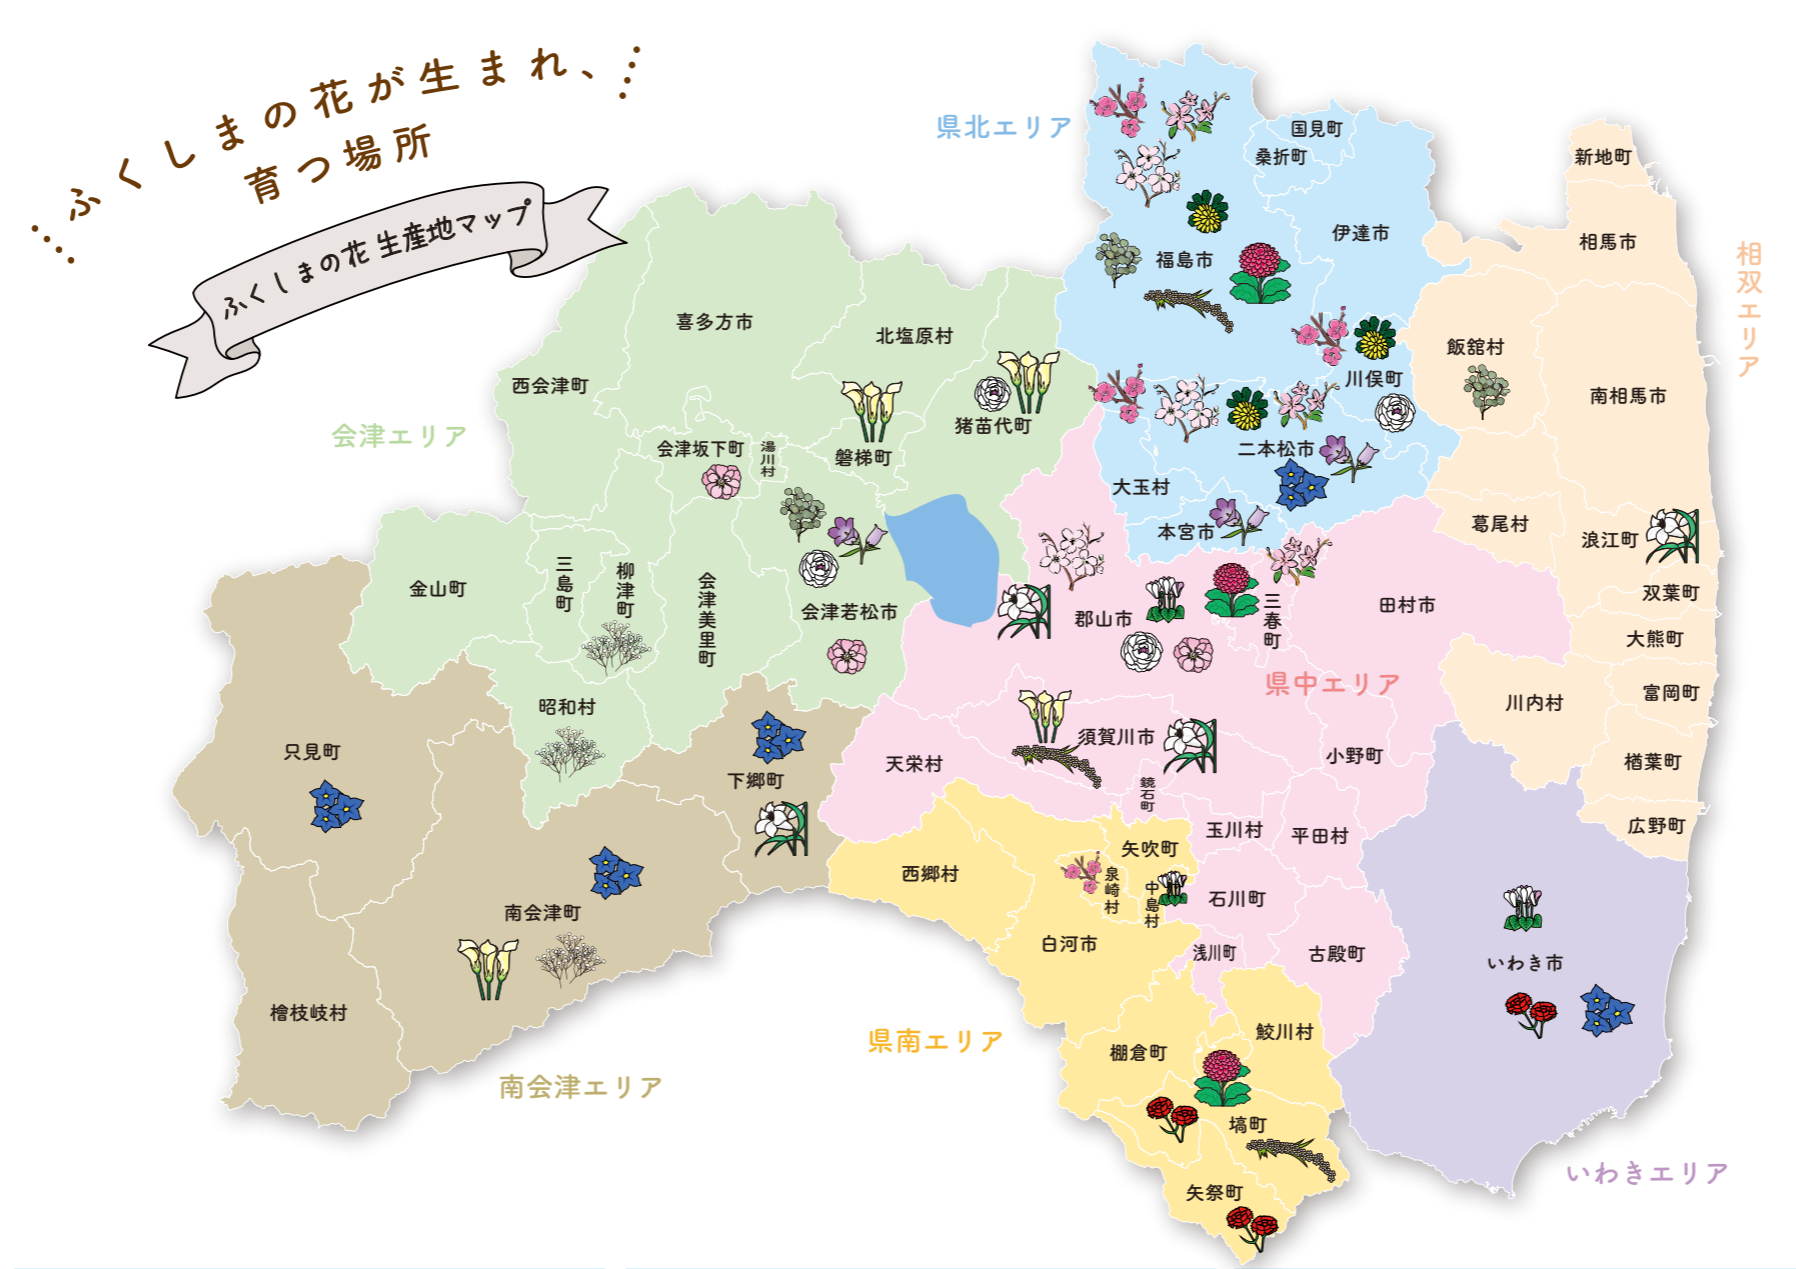 ふくしまの花が生まれ、
育つ場所
ふくしまの花 生産地マップ
県北エリア
国見町
桑折町
伊達市
福島市
川俣町
二本松市
大玉村
本宮市
相双エリア
新地町
相馬市
飯舘村
南相馬市
葛尾村
浪江町
双葉町
大熊町
富岡町
川内村
楢葉町
広野町
会津エリア
喜多方市
北塩原村
西会津町
猪苗代町
会津坂下町
湯川村
磐梯町
金山町
三島町
柳津町
会津美里町
会津若松市
昭和村
県中エリア
郡山市
三春町
田村市
須賀川市
天栄村
鏡石町
小野町
玉川村
平田村
石川町
浅川町
古殿町
南会津エリア
只見町
下郷町
南会津町
檜枝岐村
県南エリア
西郷村
矢吹町
泉崎村
中島村
白河市
棚倉町
鮫川村
塙町
矢祭町
いわきエリア
いわき市